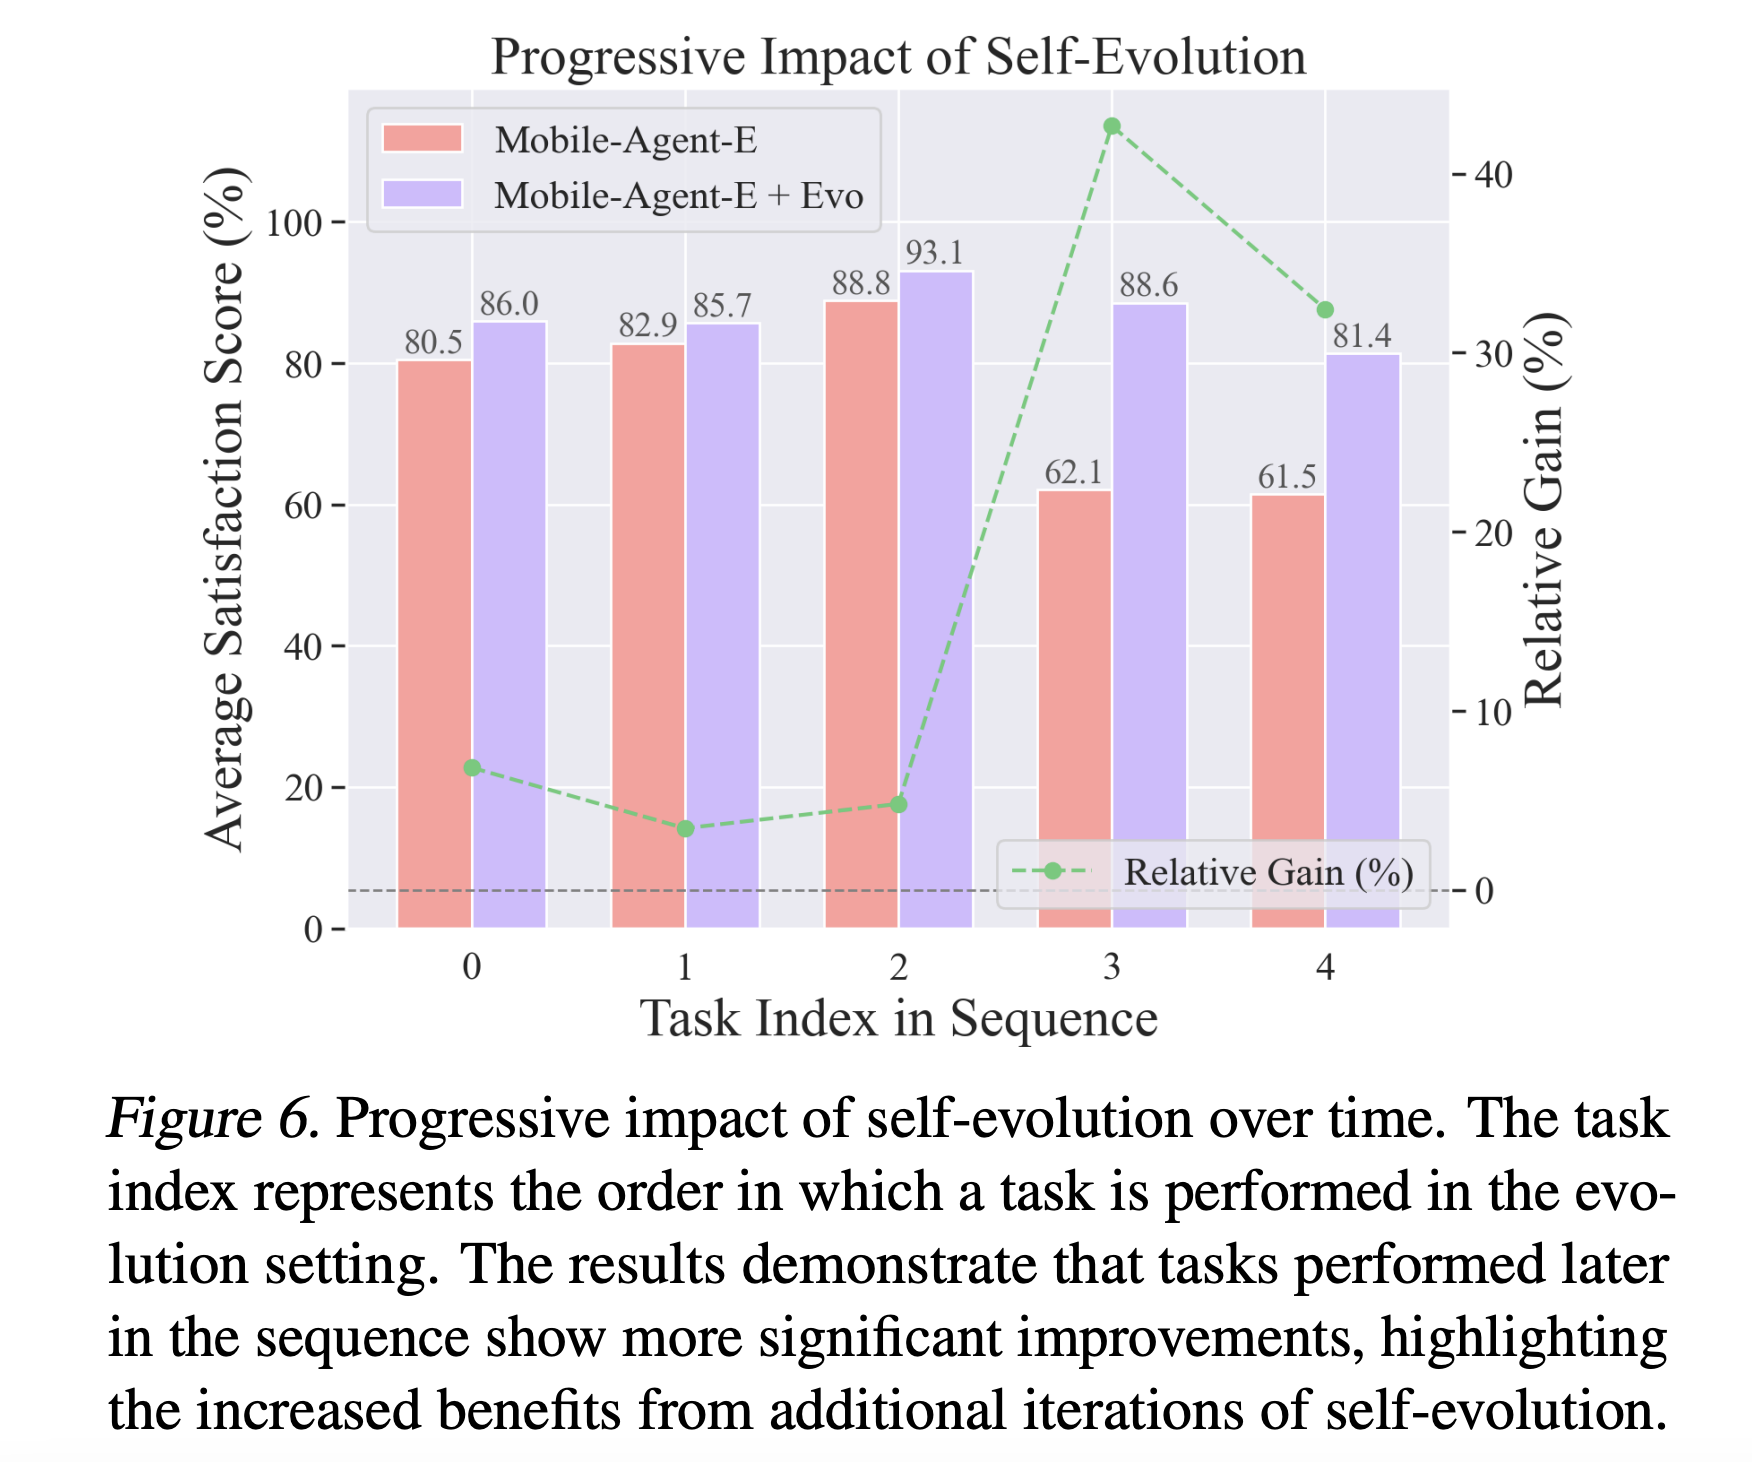 Progressive Impact of Self-Evolution
Mobile-Agent-E
Mobile-Agent-E + Evo
Average Satisfaction Score (%)
100
80
60
40
20
0
80.5
86.0
82.9
85.7
88.8
93.1
62.1
88.6
61.5
81.4
40
30
20
10
0
Relative Gain (%)
Relative Gain (%)
0
1
2
3
4
Task Index in Sequence
Figure 6. Progressive impact of self-evolution over time. The task
index represents the order in which a task is performed in the evo-
lution setting. The results demonstrate that tasks performed later
in the sequence show more significant improvements, highlighting
the increased benefits from additional iterations of self-evolution.